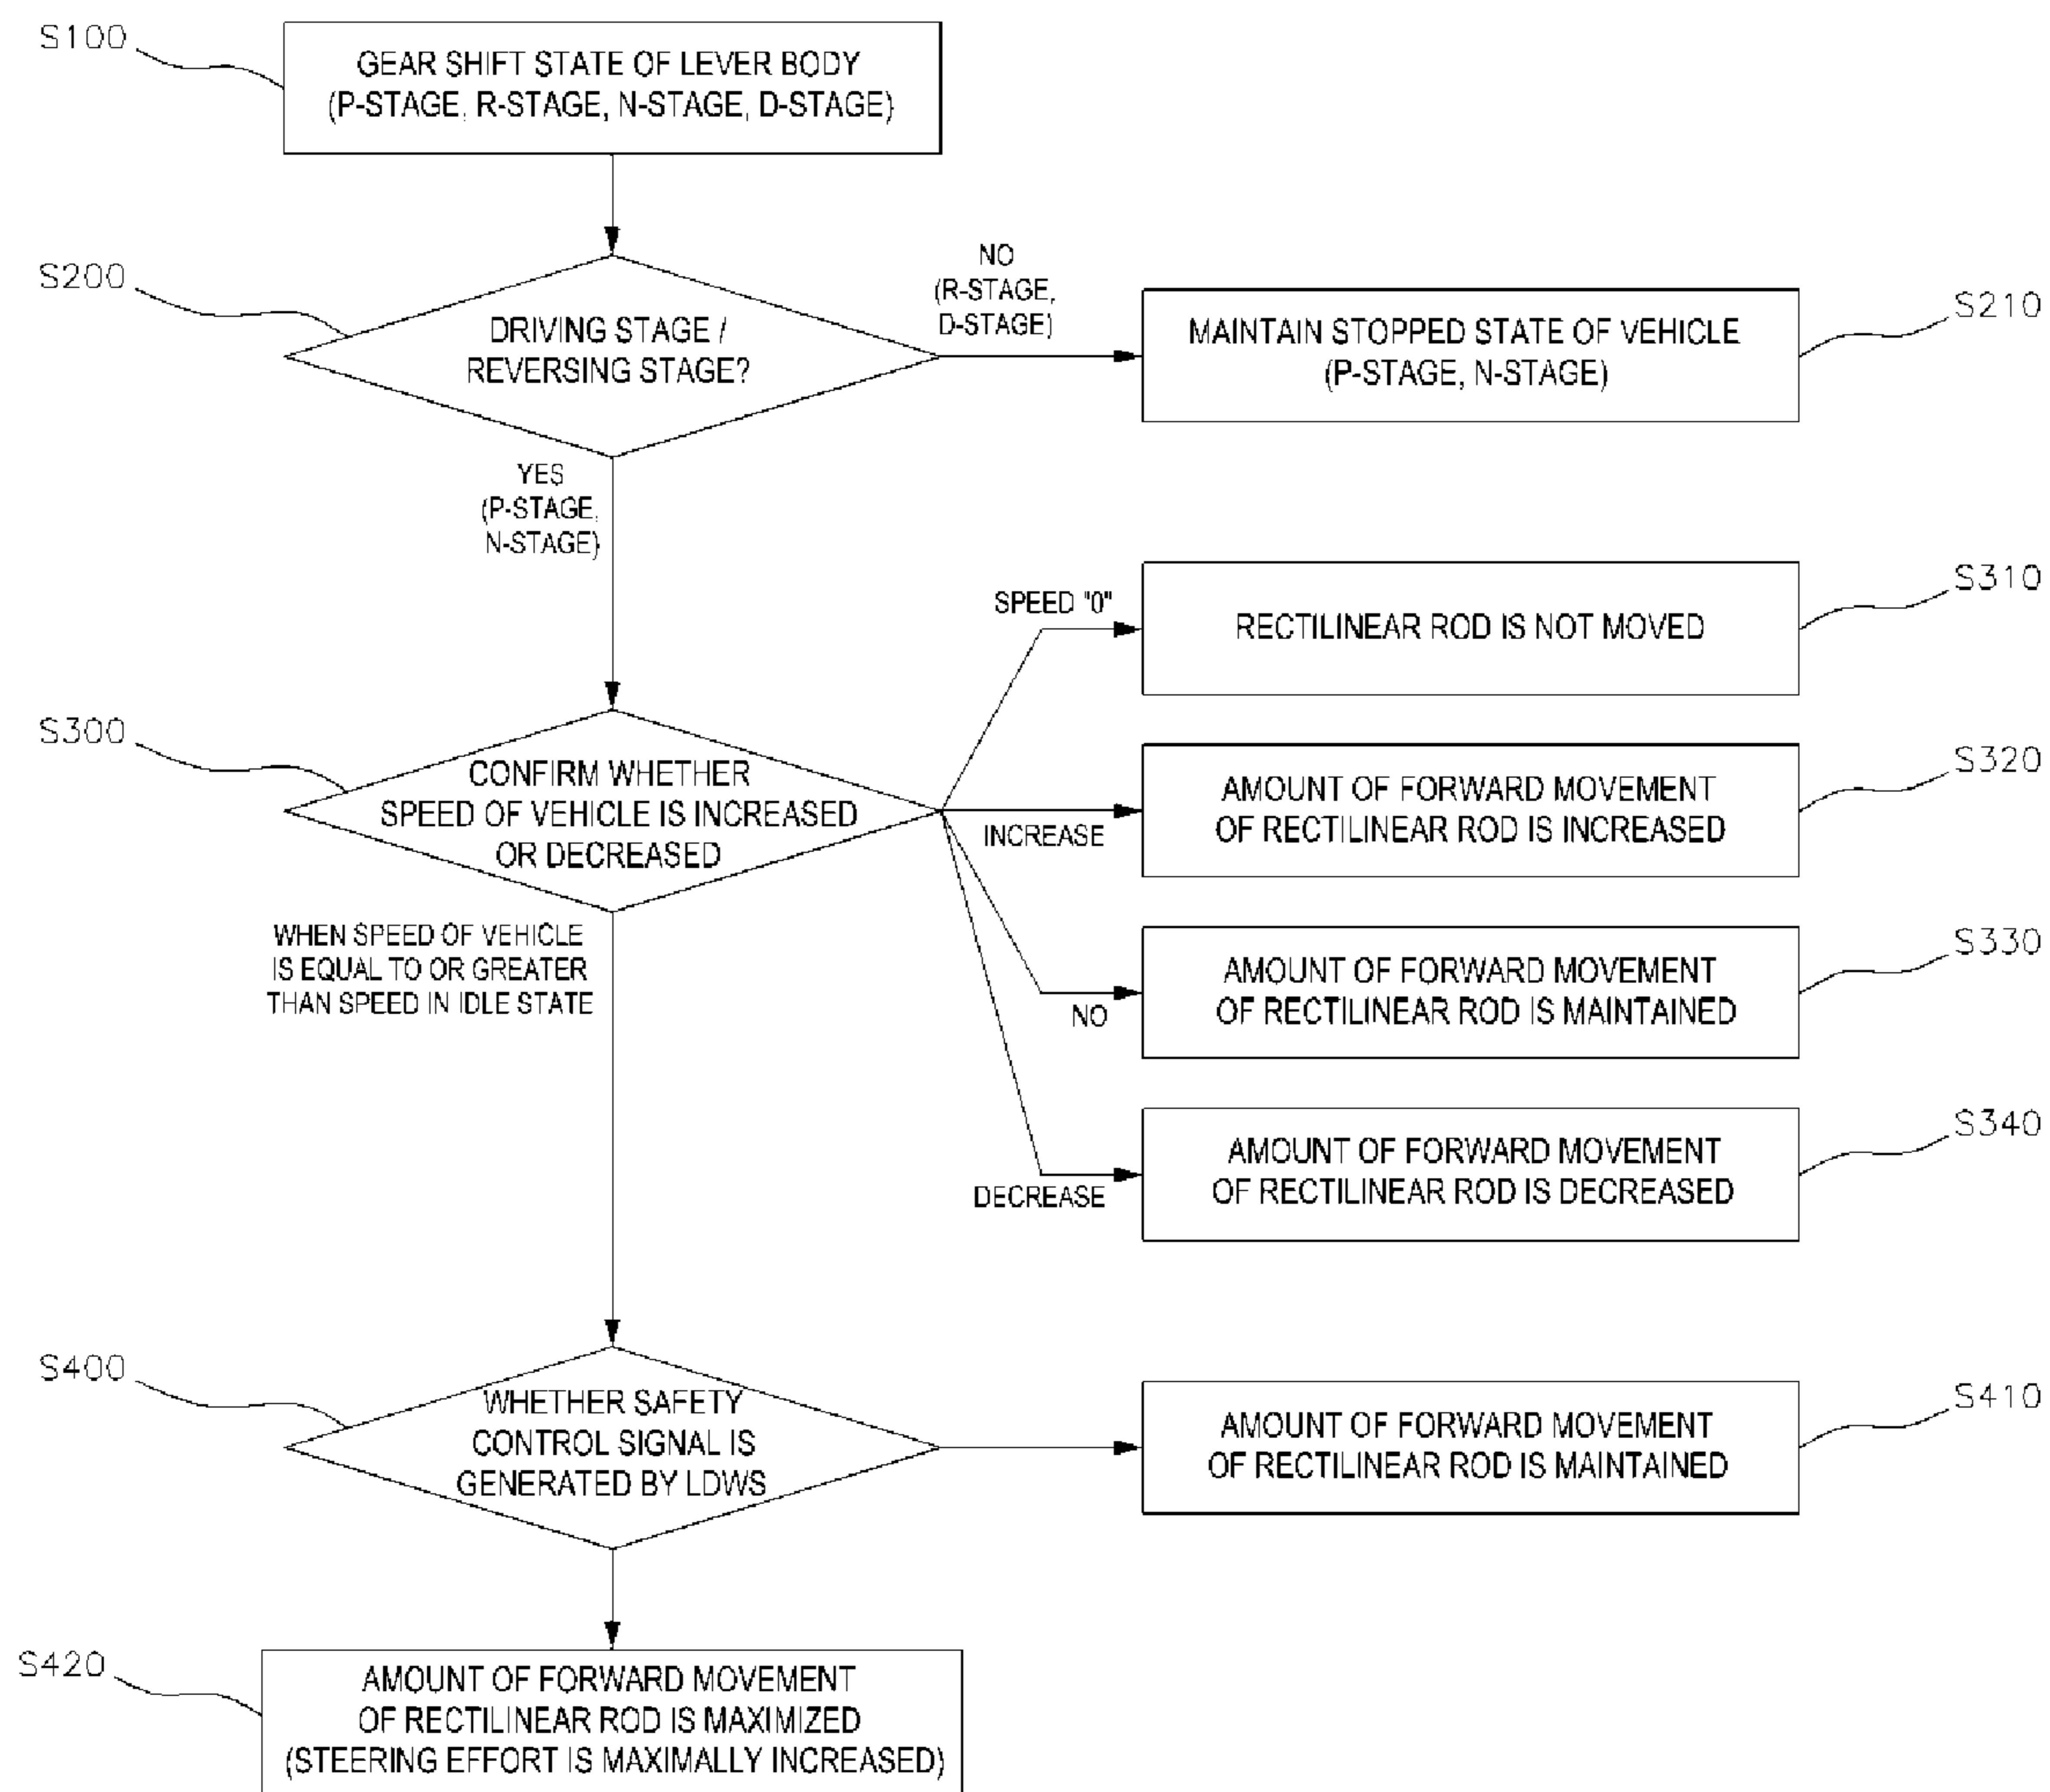 S100
GEAR SHIFT STATE OF LEVER BODY
(P-STAGE, R-STAGE, N-STAGE, D-STAGE)
S200
DRIVING STAGE /
REVERSING STAGE?
NO
(R-STAGE,
D-STAGE)
MAINTAIN STOPPED STATE OF VEHICLE
(P-STAGE, N-STAGE)
S210
YES
(P-STAGE,
N-STAGE)
S300
CONFIRM WHETHER
SPEED OF VEHICLE IS INCREASED
OR DECREASED
SPEED "0"
RECTILINEAR ROD IS NOT MOVED
S310
INCREASE
AMOUNT OF FORWARD MOVEMENT
OF RECTILINEAR ROD IS INCREASED
S320
NO
AMOUNT OF FORWARD MOVEMENT
OF RECTILINEAR ROD IS MAINTAINED
S330
DECREASE
AMOUNT OF FORWARD MOVEMENT
OF RECTILINEAR ROD IS DECREASED
S340
WHEN SPEED OF VEHICLE
IS EQUAL TO OR GREATER
THAN SPEED IN IDLE STATE
S400
WHETHER SAFETY
CONTROL SIGNAL IS
GENERATED BY LDWS
AMOUNT OF FORWARD MOVEMENT
OF RECTILINEAR ROD IS MAINTAINED
S410
S420
AMOUNT OF FORWARD MOVEMENT
OF RECTILINEAR ROD IS MAXIMIZED
(STEERING EFFORT IS MAXIMALLY INCREASED)